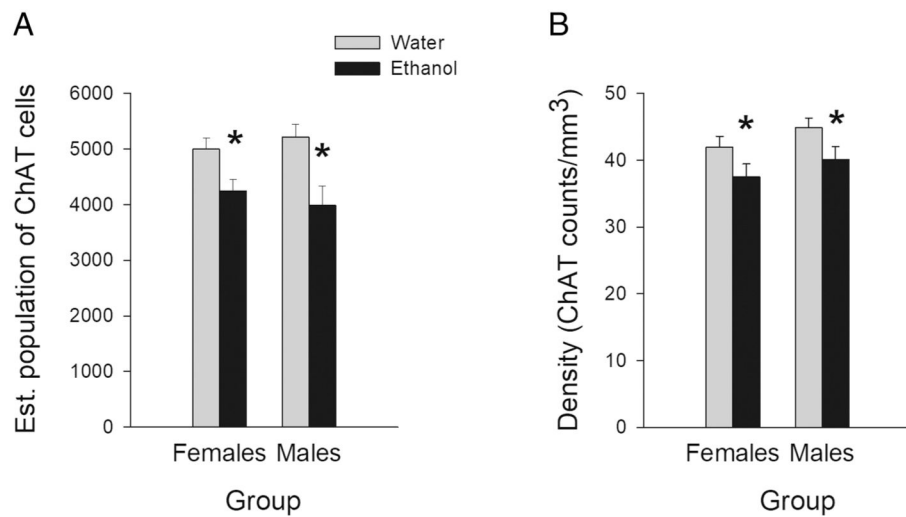 A
Water
Ethanol
Est. population of ChAT cells
6000
5000
4000
3000
2000
1000
0
*
*
Females Males
Group
B
Density (ChAT counts/mm³)
50
40
30
20
10
0
*
*
Females Males
Group